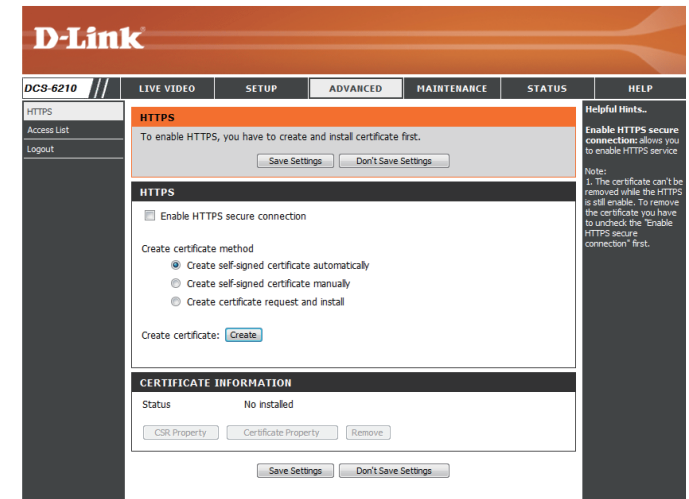 D-Link
DCS-6210
LIVE VIDEO
SETUP
ADVANCED
MAINTENANCE
STATUS
HELP
HTTPS
Access List
Logout
HTTPS
To enable HTTPS, you have to create and install certificate first.
Save Settings
Don't Save Settings
HTTPS
Enable HTTPS secure connection
Create certificate method
Create self-signed certificate automatically
Create self-signed certificate manually
Create certificate request and install
Create certificate: Create
CERTIFICATE INFORMATION
Status No installed
CSR Property
Certificate Property
Remove
Save Settings
Don't Save Settings
Helpful Hints..
Enable HTTPS secure
connection: allows you
to enable HTTPS service
Note:
1. The certificate can't be
removed while the HTTPS
is still enable. To remove
the certificate you have
to uncheck the "Enable
HTTPS secure
connection" first.